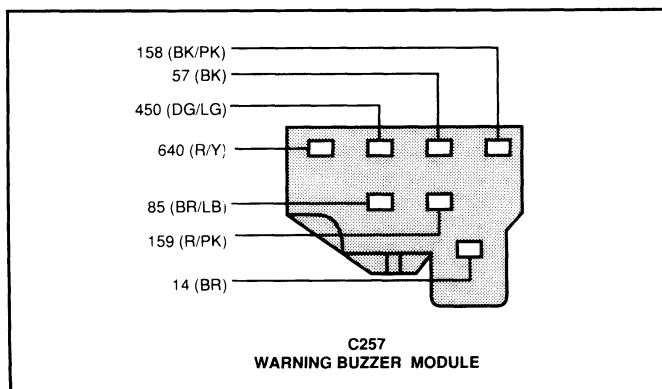 158 (BK/PK)
57 (BK)
450 (DG/LG)
640 (R/Y)
85 (BR/LB)
159 (R/PK)
14 (BR)
C257
WARNING BUZZER MODULE